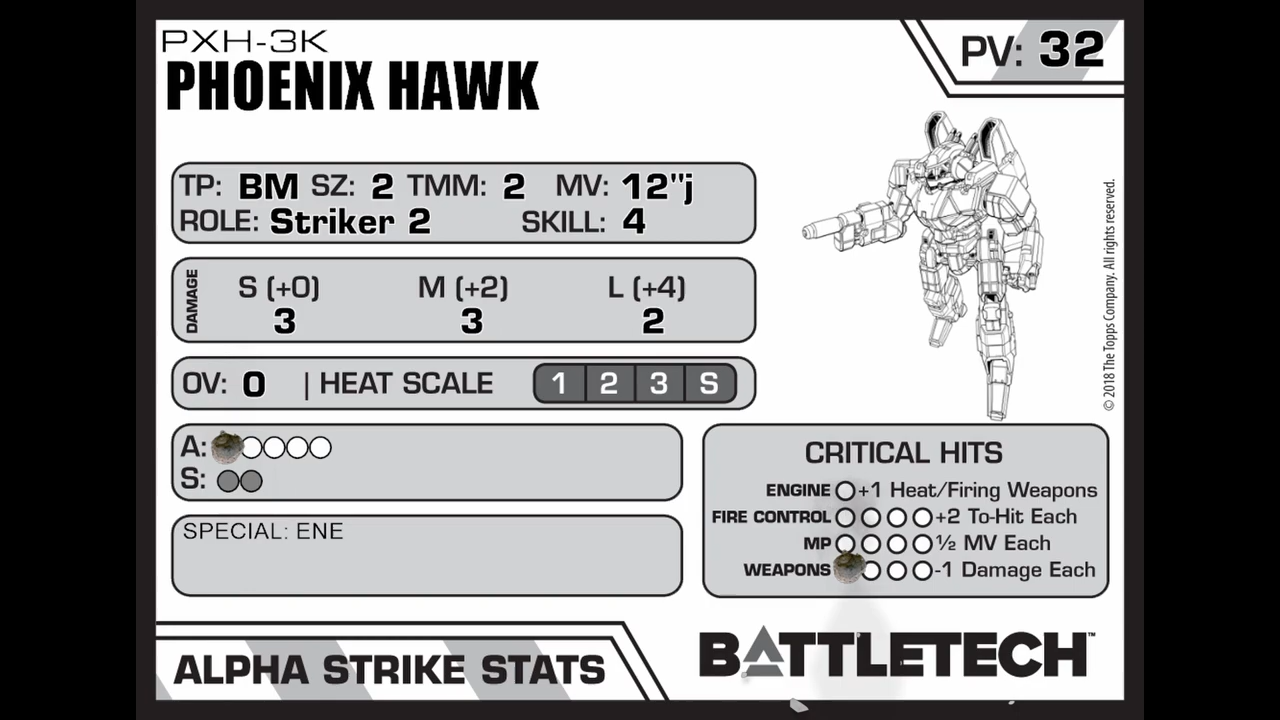 PXH-3K
PHOENIX HAWK
PV: 32
TP: BM SZ: 2 TMM: 2 MV: 12"j
ROLE: Striker 2 SKILL: 4
DAMAGE
S (+0) M (+2) L (+4)
3 3 2
OV: 0 | HEAT SCALE 1 2 3 S
A:
S:
SPECIAL: ENE
CRITICAL HITS
ENGINE +1 Heat/Firing Weapons
FIRE CONTROL +2 To-Hit Each
MP ½ MV Each
WEAPONS -1 Damage Each
© 2018 The Topps Company. All rights reserved.
ALPHA STRIKE STATS
BATTLETECH™